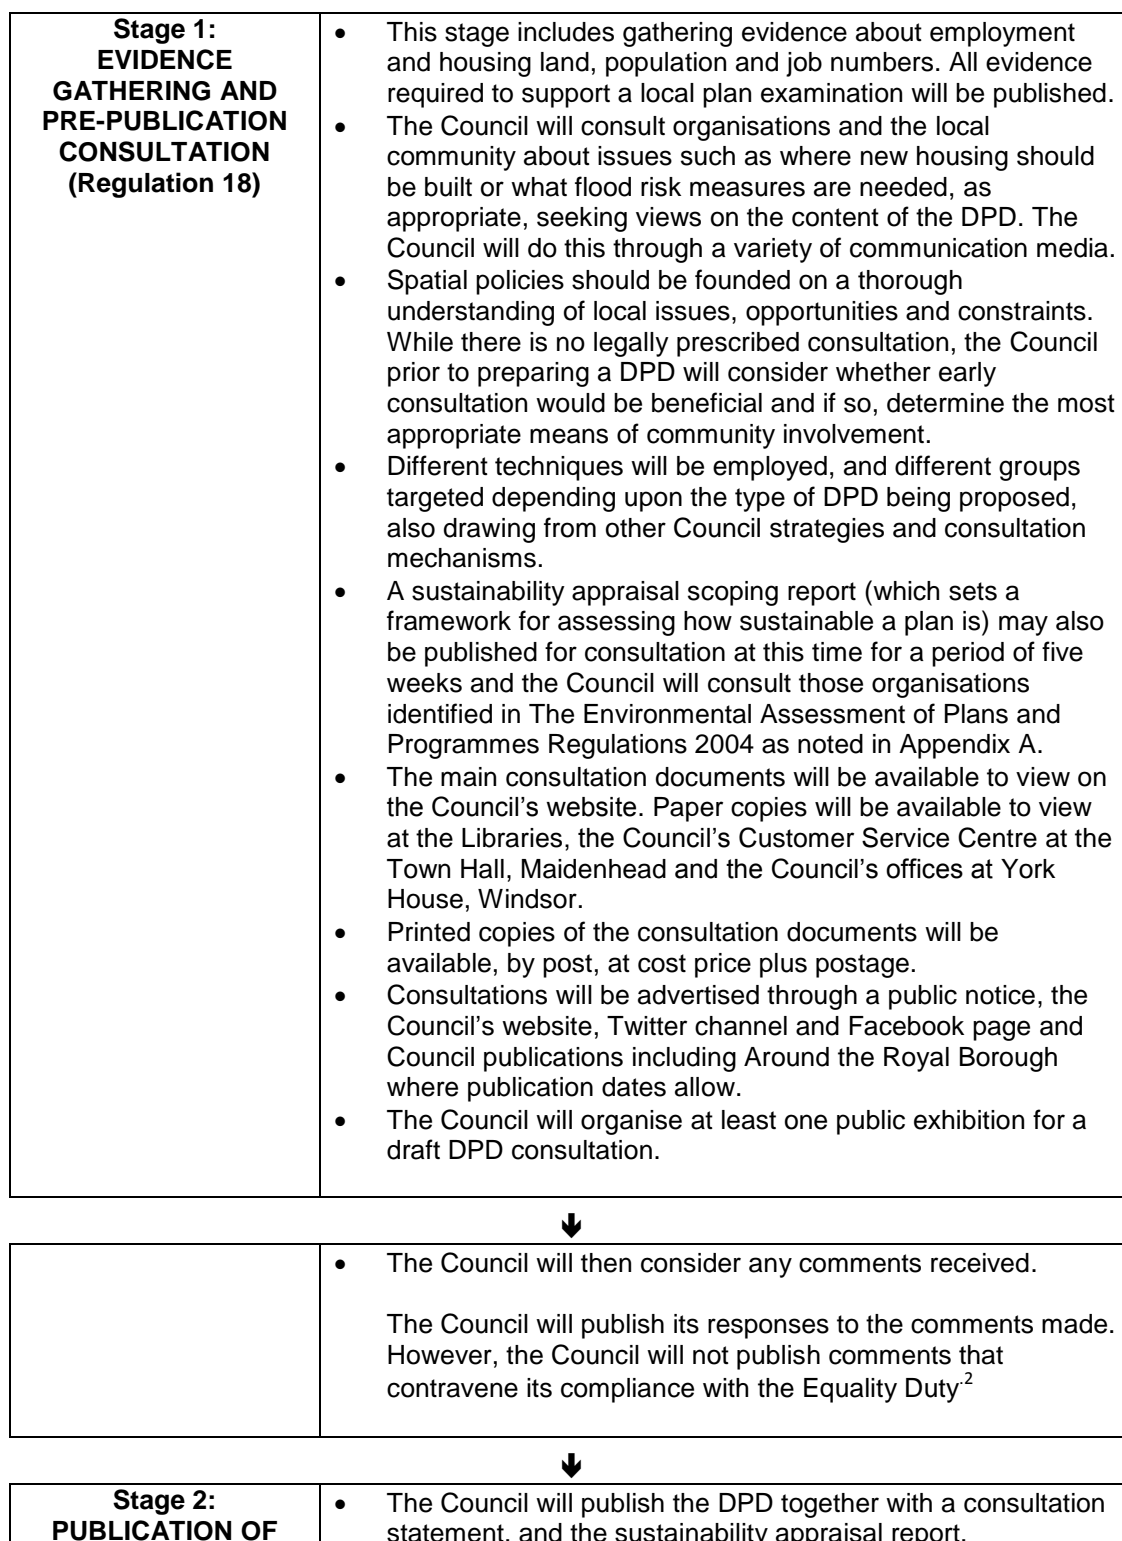 Stage 1:
EVIDENCE
GATHERING AND
PRE-PUBLICATION
CONSULTATION
(Regulation 18)
• This stage includes gathering evidence about employment
and housing land, population and job numbers. All evidence
required to support a local plan examination will be published.
• The Council will consult organisations and the local
community about issues such as where new housing should
be built or what flood risk measures are needed, as
appropriate, seeking views on the content of the DPD. The
Council will do this through a variety of communication media.
• Spatial policies should be founded on a thorough
understanding of local issues, opportunities and constraints.
While there is no legally prescribed consultation, the Council
prior to preparing a DPD will consider whether early
consultation would be beneficial and if so, determine the most
appropriate means of community involvement.
• Different techniques will be employed, and different groups
targeted depending upon the type of DPD being proposed,
also drawing from other Council strategies and consultation
mechanisms.
• A sustainability appraisal scoping report (which sets a
framework for assessing how sustainable a plan is) may also
be published for consultation at this time for a period of five
weeks and the Council will consult those organisations
identified in The Environmental Assessment of Plans and
Programmes Regulations 2004 as noted in Appendix A.
• The main consultation documents will be available to view on
the Council’s website. Paper copies will be available to view
at the Libraries, the Council’s Customer Service Centre at the
Town Hall, Maidenhead and the Council’s offices at York
House, Windsor.
• Printed copies of the consultation documents will be
available, by post, at cost price plus postage.
• Consultations will be advertised through a public notice, the
Council’s website, Twitter channel and Facebook page and
Council publications including Around the Royal Borough
where publication dates allow.
• The Council will organise at least one public exhibition for a
draft DPD consultation.
• The Council will then consider any comments received.
The Council will publish its responses to the comments made.
However, the Council will not publish comments that
contravene its compliance with the Equality Duty.2
Stage 2:
PUBLICATION OF
• The Council will publish the DPD together with a consultation
statement, and the sustainability appraisal report.